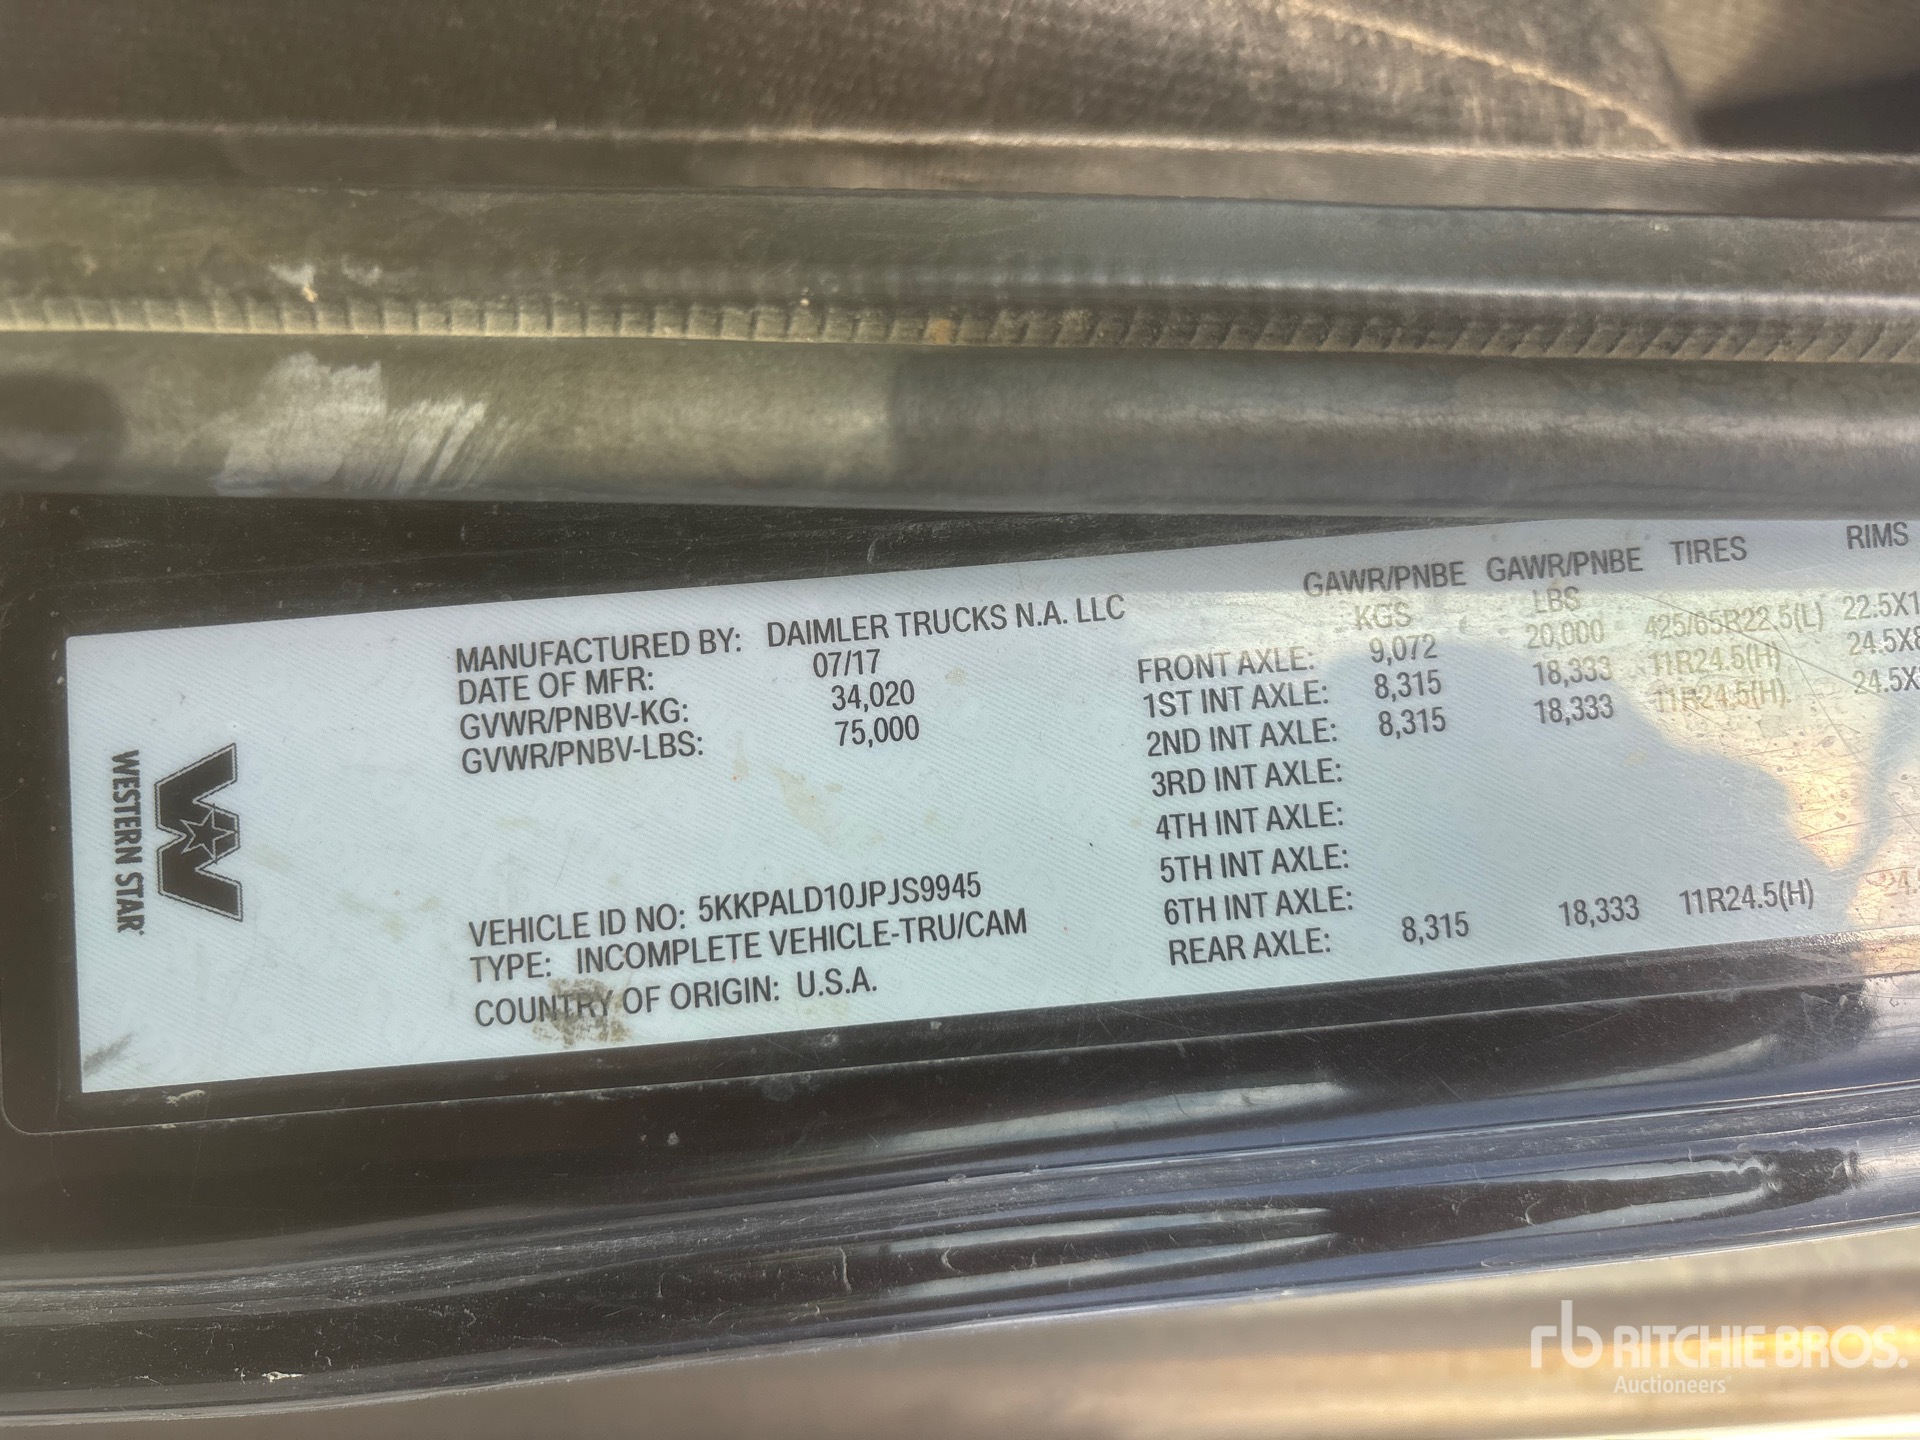 WESTERN STAR
MANUFACTURED BY: DAIMLER TRUCKS N.A. LLC
DATE OF MFR: 07/17
GVWR/PNBV-KG: 34,020
GVWR/PNBV-LBS: 75,000
VEHICLE ID NO: 5KKPALD10JPJS9945
TYPE: INCOMPLETE VEHICLE-TRU/CAM
COUNTRY OF ORIGIN: U.S.A.
GAWR/PNBE GAWR/PNBE TIRES RIMS
KGS LBS
FRONT AXLE: 9,072 20,000 425/65R22.5(L)
1ST INT AXLE: 8,315 18,333 11R24.5(H)
2ND INT AXLE: 8,315 18,333 11R24.5(H)
3RD INT AXLE:
4TH INT AXLE:
5TH INT AXLE:
6TH INT AXLE:
REAR AXLE: 8,315 18,333 11R24.5(H)
rb RITCHIE BROS.
Auctioneers